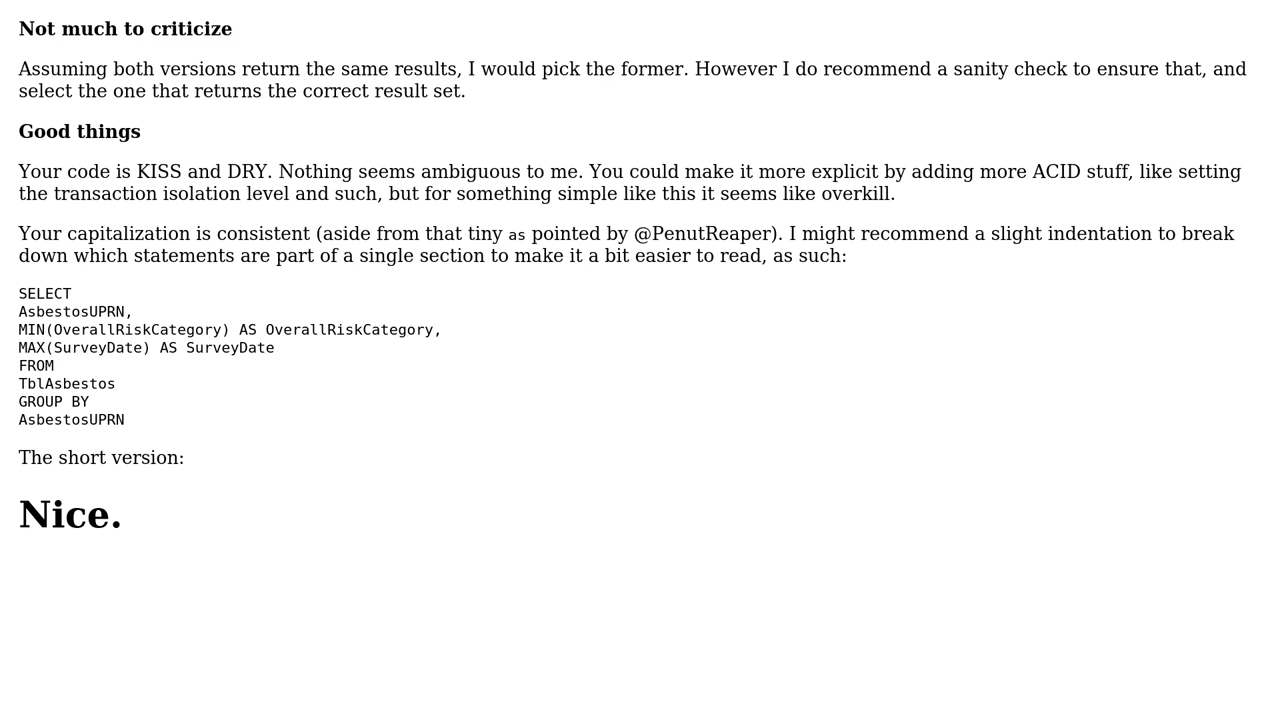 Not much to criticize
Assuming both versions return the same results, I would pick the former. However I do recommend a sanity check to ensure that, and
select the one that returns the correct result set.
Good things
Your code is KISS and DRY. Nothing seems ambiguous to me. You could make it more explicit by adding more ACID stuff, like setting
the transaction isolation level and such, but for something simple like this it seems like overkill.
Your capitalization is consistent (aside from that tiny as pointed by @PenutReaper). I might recommend a slight indentation to break
down which statements are part of a single section to make it a bit easier to read, as such:
SELECT
AsbestosUPRN,
MIN(OverallRiskCategory) AS OverallRiskCategory,
MAX(SurveyDate) AS SurveyDate
FROM
TblAsbestos
GROUP BY
AsbestosUPRN
The short version:
Nice.